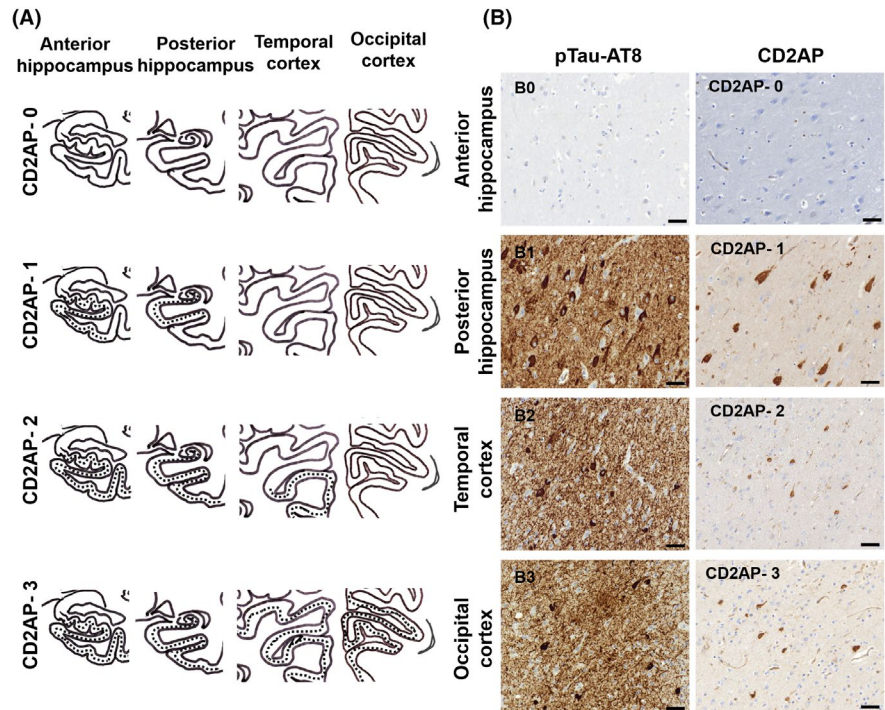 (A)
Anterior hippocampus
Posterior hippocampus
Temporal cortex
Occipital cortex
CD2AP- 0
CD2AP- 1
CD2AP- 2
CD2AP- 3
(B)
pTau-AT8
CD2AP
Anterior hippocampus
B0
CD2AP- 0
Posterior hippocampus
B1
CD2AP- 1
Temporal cortex
B2
CD2AP- 2
Occipital cortex
B3
CD2AP- 3